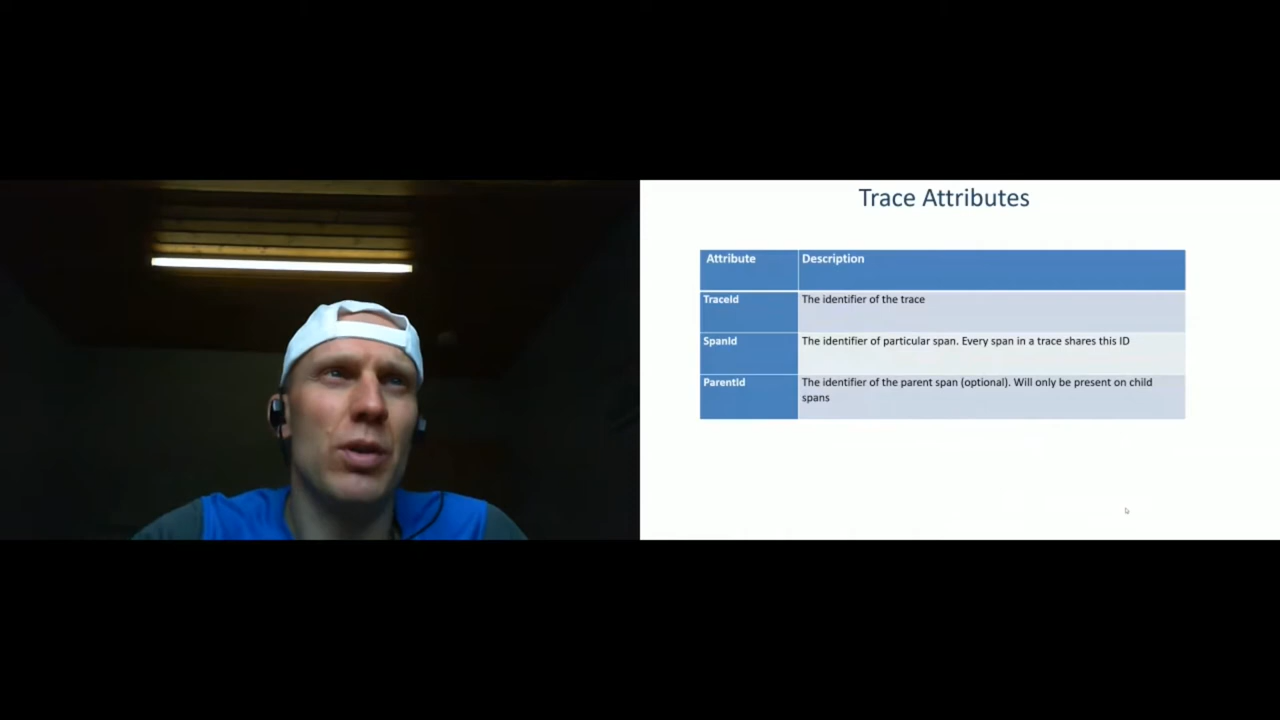 Trace Attributes
Attribute Description
TraceId The identifier of the trace
SpanId The identifier of particular span. Every span in a trace shares this ID
ParentId The identifier of the parent span (optional). Will only be present on child
spans